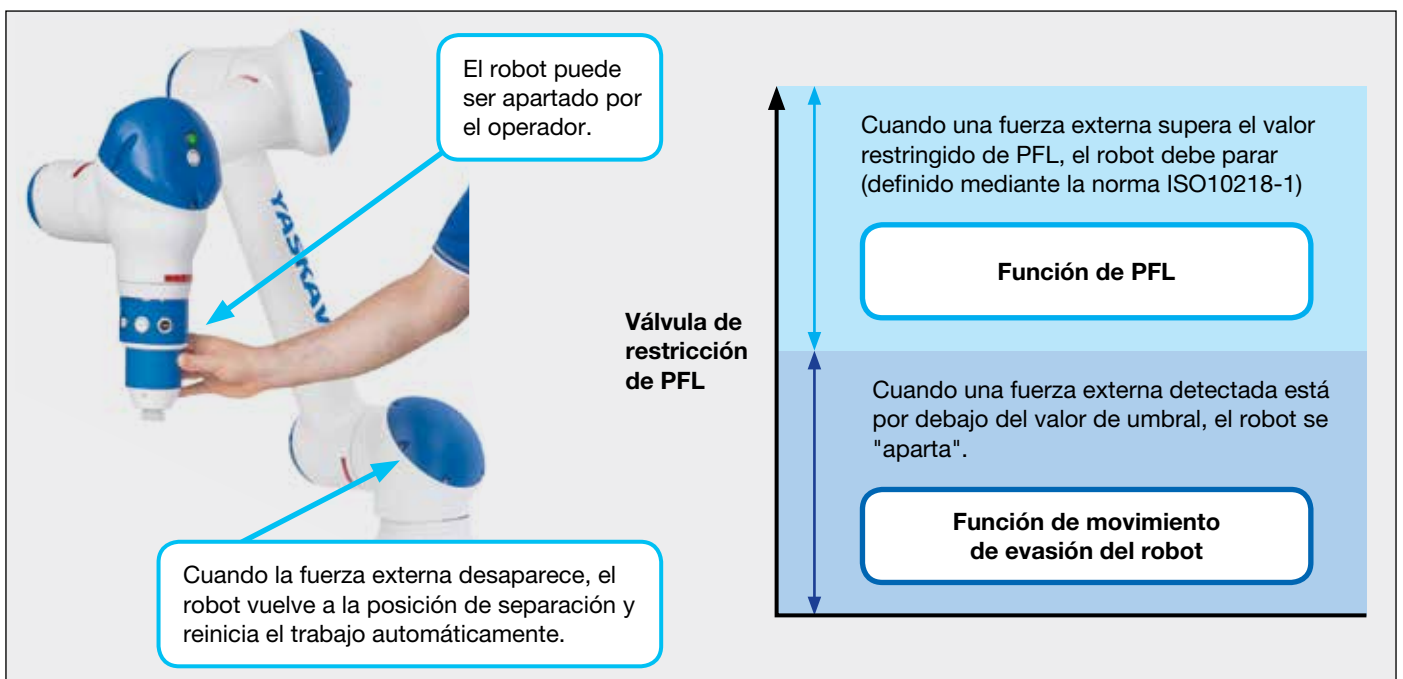 El robot puede
ser apartado por
el operador.
YASKAW
Cuando la fuerza externa desaparece, el
robot vuelve a la posición de separación y
reinicia el trabajo automáticamente.
Válvula de
restricción
de PFL
Cuando una fuerza externa supera el valor
restringido de PFL, el robot debe parar
(definido mediante la norma ISO10218-1)
Función de PFL
Cuando una fuerza externa detectada está
por debajo del valor de umbral, el robot se
"aparta".
Función de movimiento
de evasión del robot